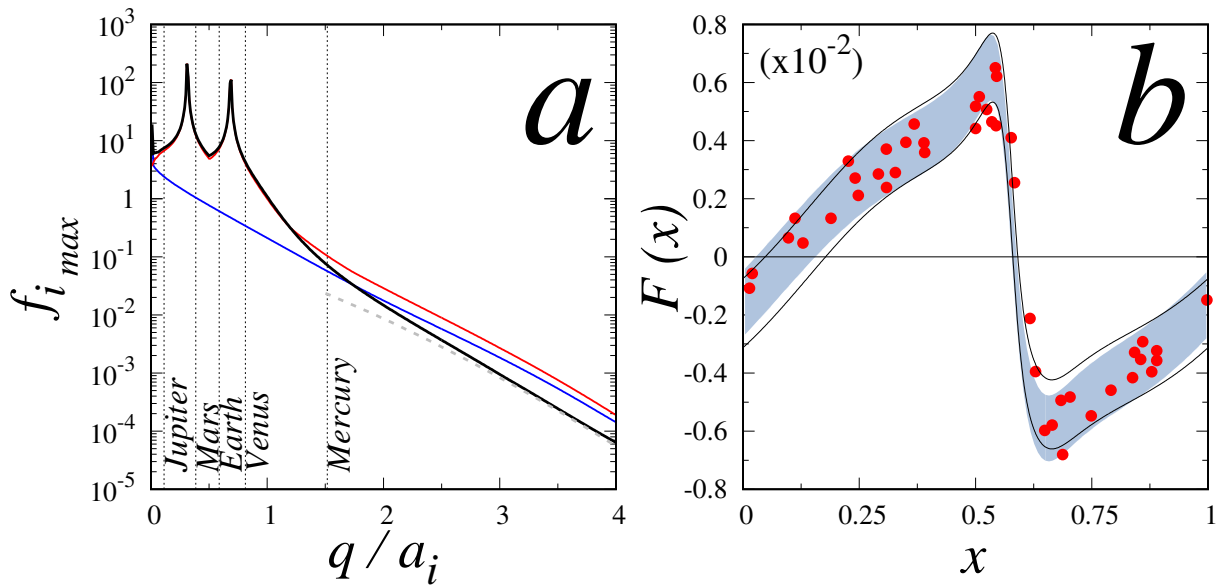 a
10^3
10^2
10^1
1
10^-1
10^-2
10^-3
10^-4
10^-5
f_i max
Jupiter
Mars
Earth
Venus
Mercury
0 1 2 3 4
q / a_i
b
(x10^-2)
0.8
0.6
0.4
0.2
0
-0.2
-0.4
-0.6
-0.8
F (x)
0 0.25 0.5 0.75 1
x